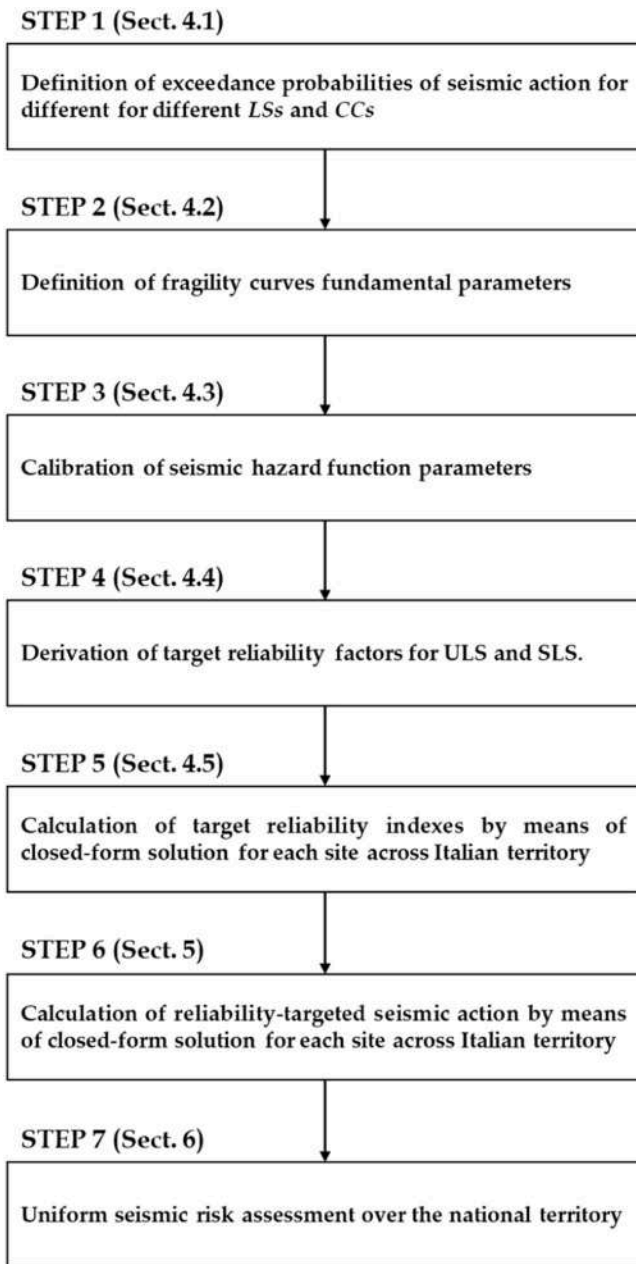 STEP 1 (Sect. 4.1)
Definition of exceedance probabilities of seismic action for
different for different LSs and CCs
STEP 2 (Sect. 4.2)
Definition of fragility curves fundamental parameters
STEP 3 (Sect. 4.3)
Calibration of seismic hazard function parameters
STEP 4 (Sect. 4.4)
Derivation of target reliability factors for ULS and SLS.
STEP 5 (Sect. 4.5)
Calculation of target reliability indexes by means of
closed-form solution for each site across Italian territory
STEP 6 (Sect. 5)
Calculation of reliability-targeted seismic action by means
of closed-form solution for each site across Italian territory
STEP 7 (Sect. 6)
Uniform seismic risk assessment over the national territory